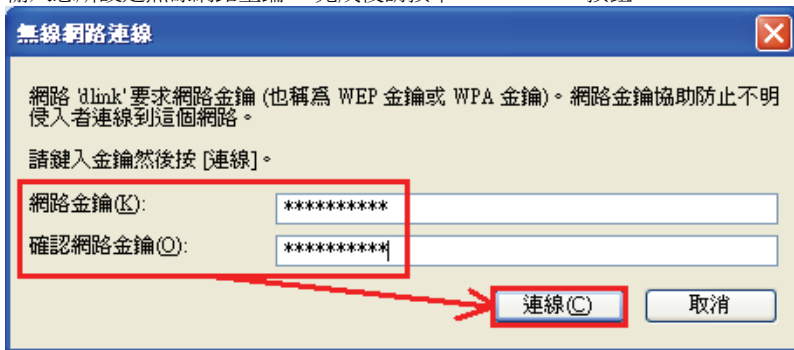 無線網路連線
網路 'dlink' 要求網路金鑰 (也稱為 WEP 金鑰或 WPA 金鑰)。網路金鑰協助防止不明
侵入者連線到這個網路。
請鍵入金鑰然後按 [連線]。
網路金鑰(K): **********
確認網路金鑰(O): **********
連線(C) 取消